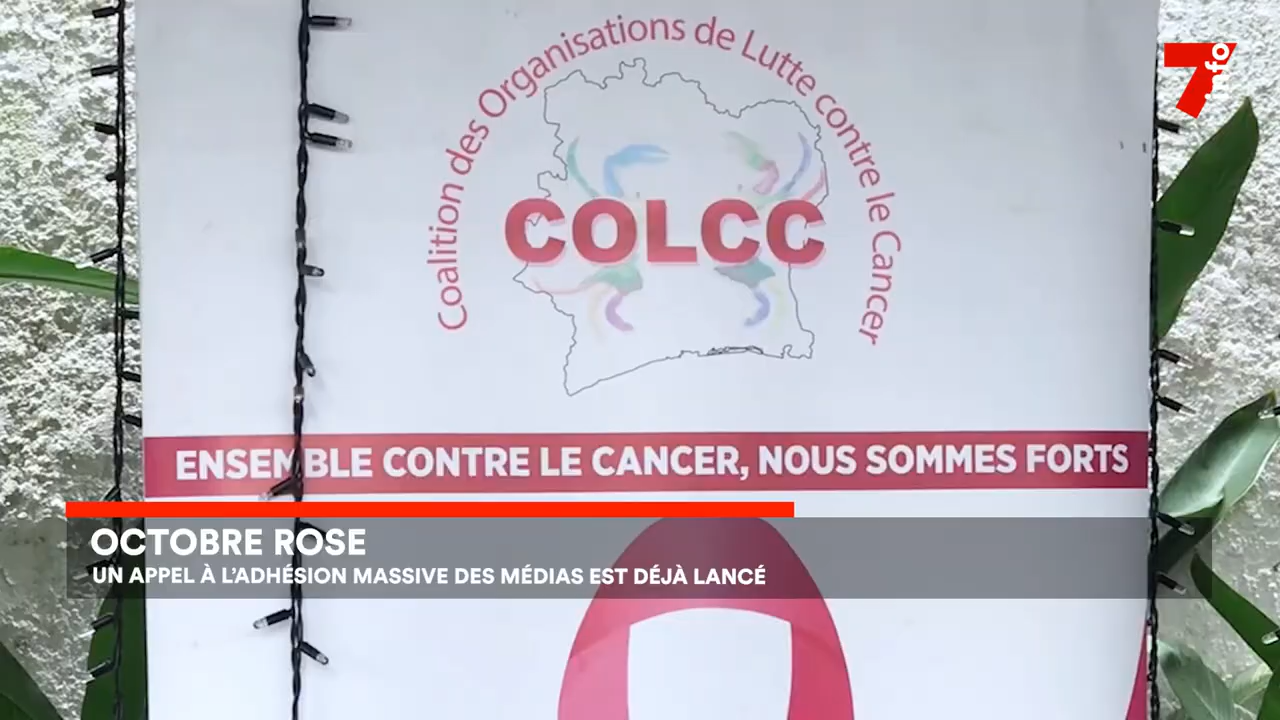 Coalition des Organisations de Lutte contre le Cancer
7info
COLCC
ENSEMBLE CONTRE LE CANCER, NOUS SOMMES FORTS
OCTOBRE ROSE
UN APPEL À L'ADHÉSION MASSIVE DES MÉDIAS EST DÉJÀ LANCÉ